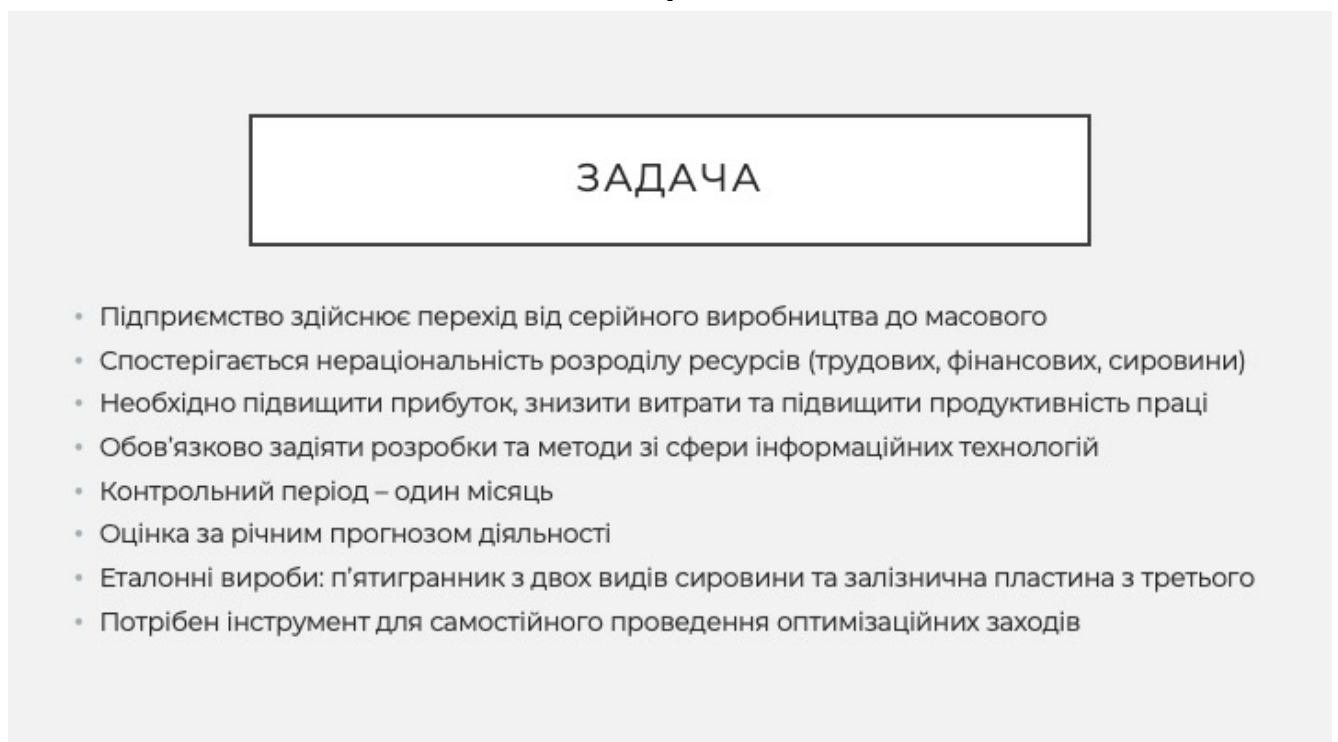 ЗАДАЧА
• Підприємство здійснює перехід від серійного виробництва до масового
• Спостерігається нераціональність розроділу ресурсів (трудових, фінансових, сировини)
• Необхідно підвищити прибуток, знизити витрати та підвищити продуктивність праці
• Обов’язково задіяти розробки та методи зі сфери інформаційних технологій
• Контрольний період – один місяць
• Оцінка за річним прогнозом діяльності
• Еталонні вироби: п’ятигранник з двох видів сировини та залізнична пластина з третього
• Потрібен інструмент для самостійного проведення оптимізаційних заходів